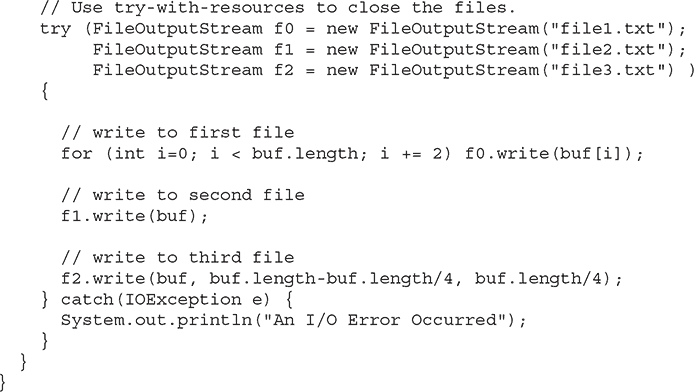 // Use try-with-resources to close the files.
    try (FileOutputStream f0 = new FileOutputStream("file1.txt");
         FileOutputStream f1 = new FileOutputStream("file2.txt");
         FileOutputStream f2 = new FileOutputStream("file3.txt") )
    {

      // write to first file
      for (int i=0; i < buf.length; i += 2) f0.write(buf[i]);

      // write to second file
      f1.write(buf);

      // write to third file
      f2.write(buf, buf.length-buf.length/4, buf.length/4);
    } catch(IOException e) {
      System.out.println("An I/O Error Occurred");
    }
  }
}